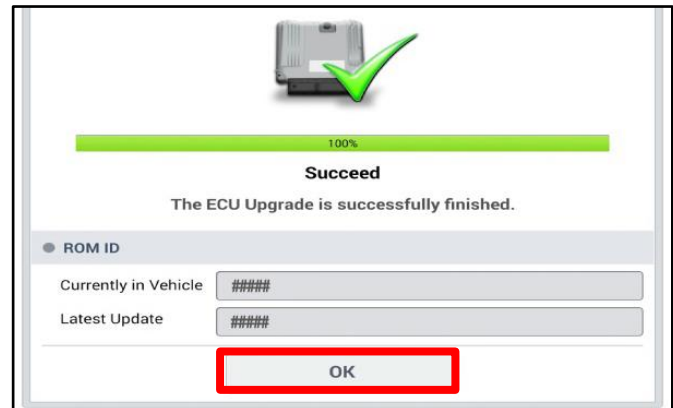 100%
Succeed
The ECU Upgrade is successfully finished.
ROM ID
Currently in Vehicle #####
Latest Update #####
OK